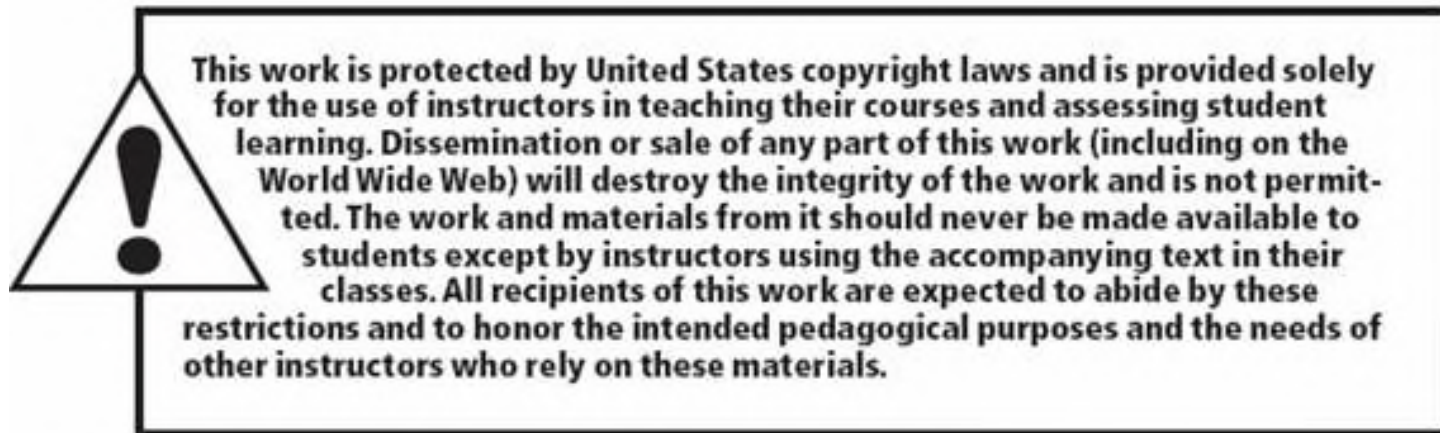 This work is protected by United States copyright laws and is provided solely
for the use of instructors in teaching their courses and assessing student
learning. Dissemination or sale of any part of this work (including on the
World Wide Web) will destroy the integrity of the work and is not permit-
ted. The work and materials from it should never be made available to
students except by instructors using the accompanying text in their
classes. All recipients of this work are expected to abide by these
restrictions and to honor the intended pedagogical purposes and the needs of
other instructors who rely on these materials.